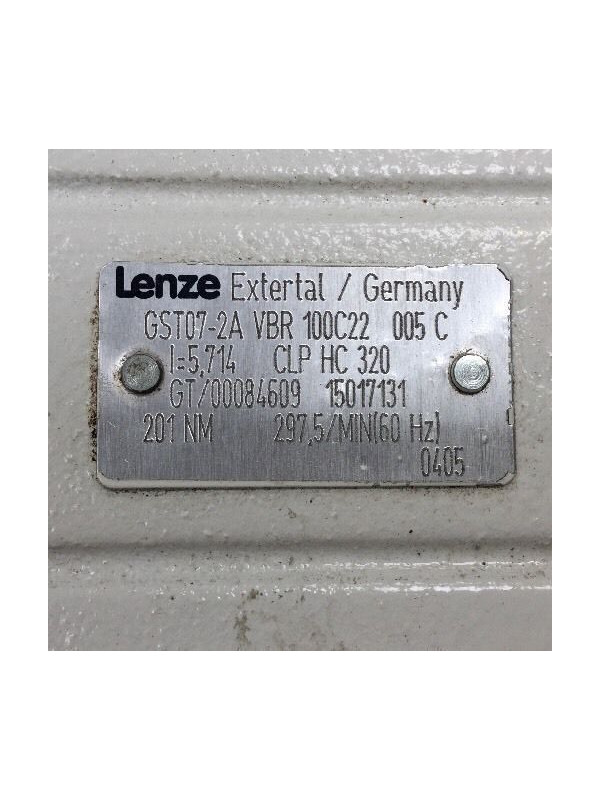 Lenze Extertal / Germany
GST07-2A VBR 100C22 005 C
I=5,714 CLP HC 320
GT/00084609 15017131
201 NM 297,5/MIN(60 Hz)
0405